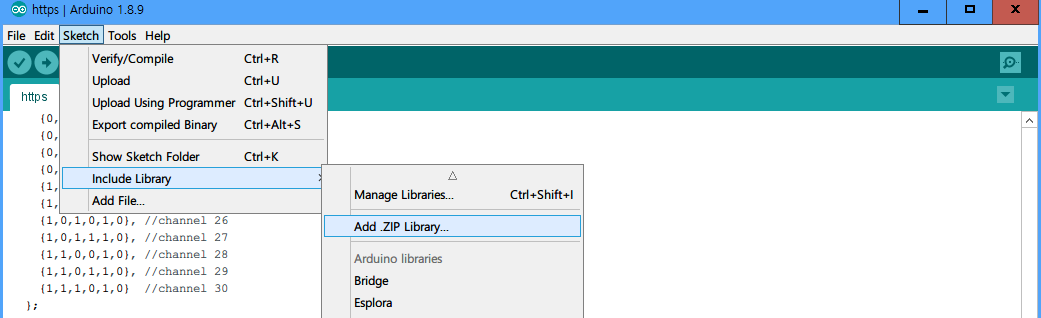 https | Arduino 1.8.9
File Edit Sketch Tools Help
Verify/Compile Ctrl+R
Upload Ctrl+U
Upload Using Programmer Ctrl+Shift+U
https
Export compiled Binary Ctrl+Alt+S
{0,
{0,
{0,
Show Sketch Folder Ctrl+K
{0,
Include Library
{1,
Manage Libraries... Ctrl+Shift+I
{1,
Add File...
{1,0,1,0,1,0}, //channel 26
Add .ZIP Library...
{1,0,1,1,1,0}, //channel 27
{1,1,0,0,1,0}, //channel 28
Arduino libraries
{1,1,0,1,1,0}, //channel 29
Bridge
{1,1,1,0,1,0} //channel 30
Esplora
};